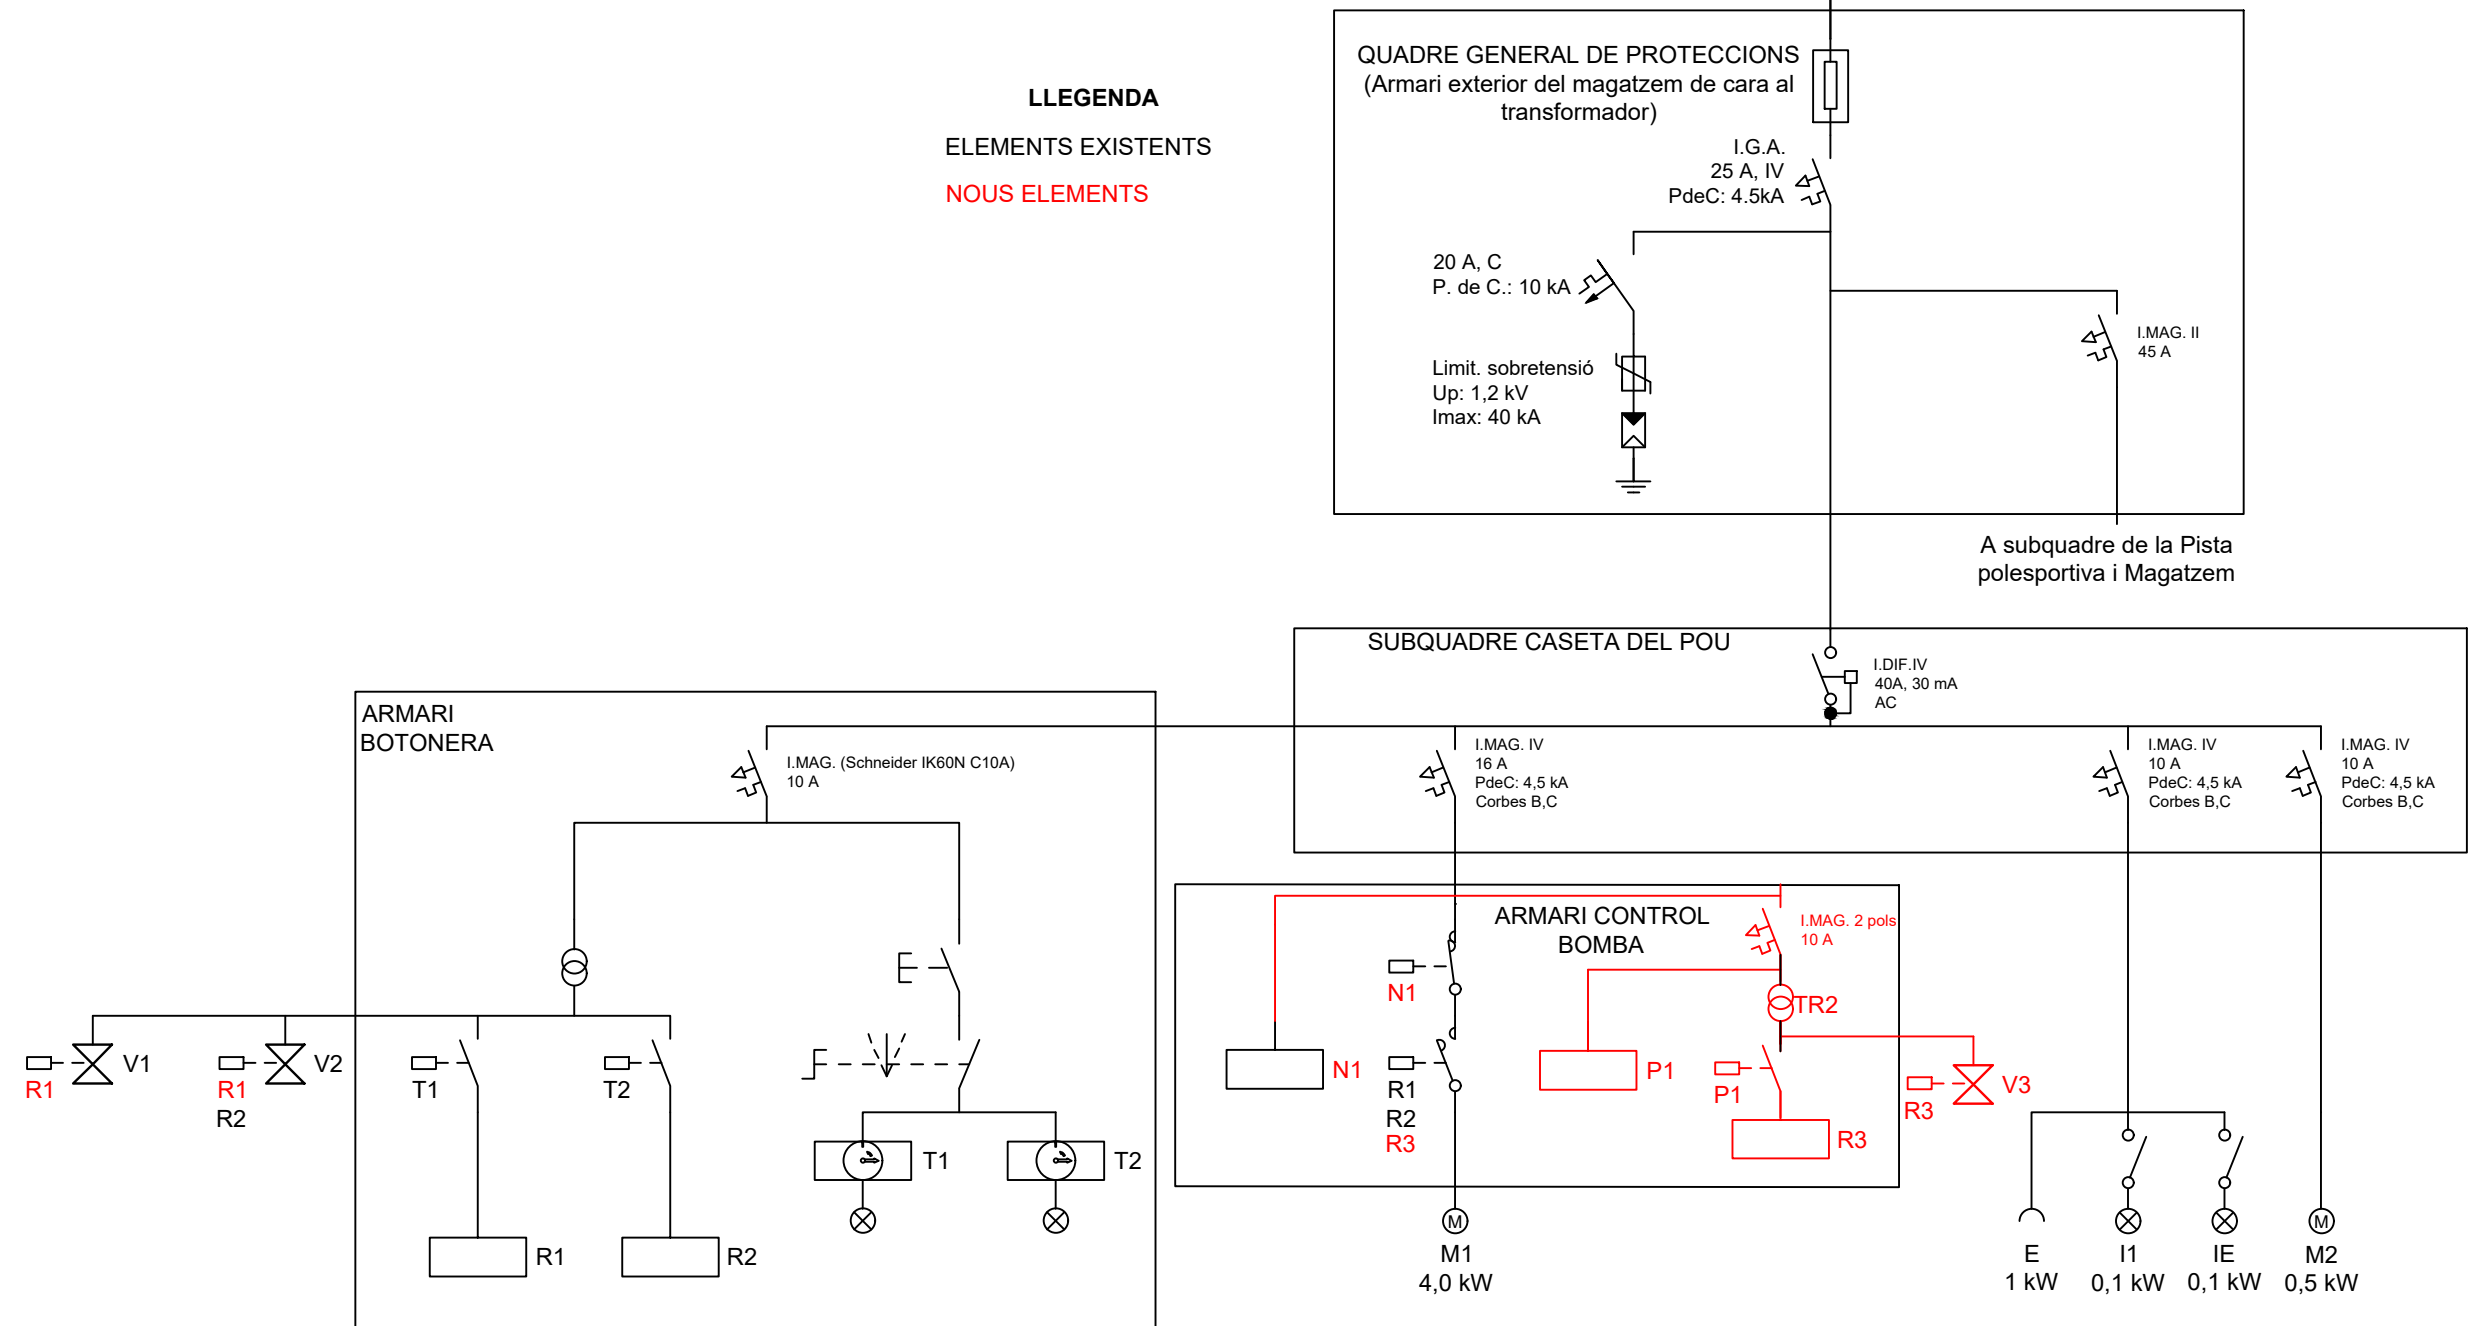 LLEGENDA
ELEMENTS EXISTENTS
NOUS ELEMENTS
QUADRE GENERAL DE PROTECCIONS
(Armari exterior del magatzem de cara al
transformador)
I.G.A.
25 A, IV
PdeC: 4.5kA
20 A, C
P. de C.: 10 kA
Limit. sobretensió
Up: 1,2 kV
Imax: 40 kA
I.MAG. II
45 A
A subquadre de la Pista
polesportiva i Magatzem
SUBQUADRE CASETA DEL POU
I.DIF.IV
40A, 30 mA
AC
I.MAG. IV
16 A
PdeC: 4,5 kA
Corbes B,C
I.MAG. IV
10 A
PdeC: 4,5 kA
Corbes B,C
I.MAG. IV
10 A
PdeC: 4,5 kA
Corbes B,C
ARMARI
BOTONERA
I.MAG. (Schneider IK60N C10A)
10 A
V1
R1
V2
R1
R2
T1
T2
T1
T2
R1
R2
ARMARI CONTROL
BOMBA
I.MAG. 2 pols
10 A
N1
N1
R1
R2
R3
P1
TR2
P1
R3
V3
R3
M
M1
4,0 kW
E
1 kW
I1
0,1 kW
IE
0,1 kW
M
M2
0,5 kW